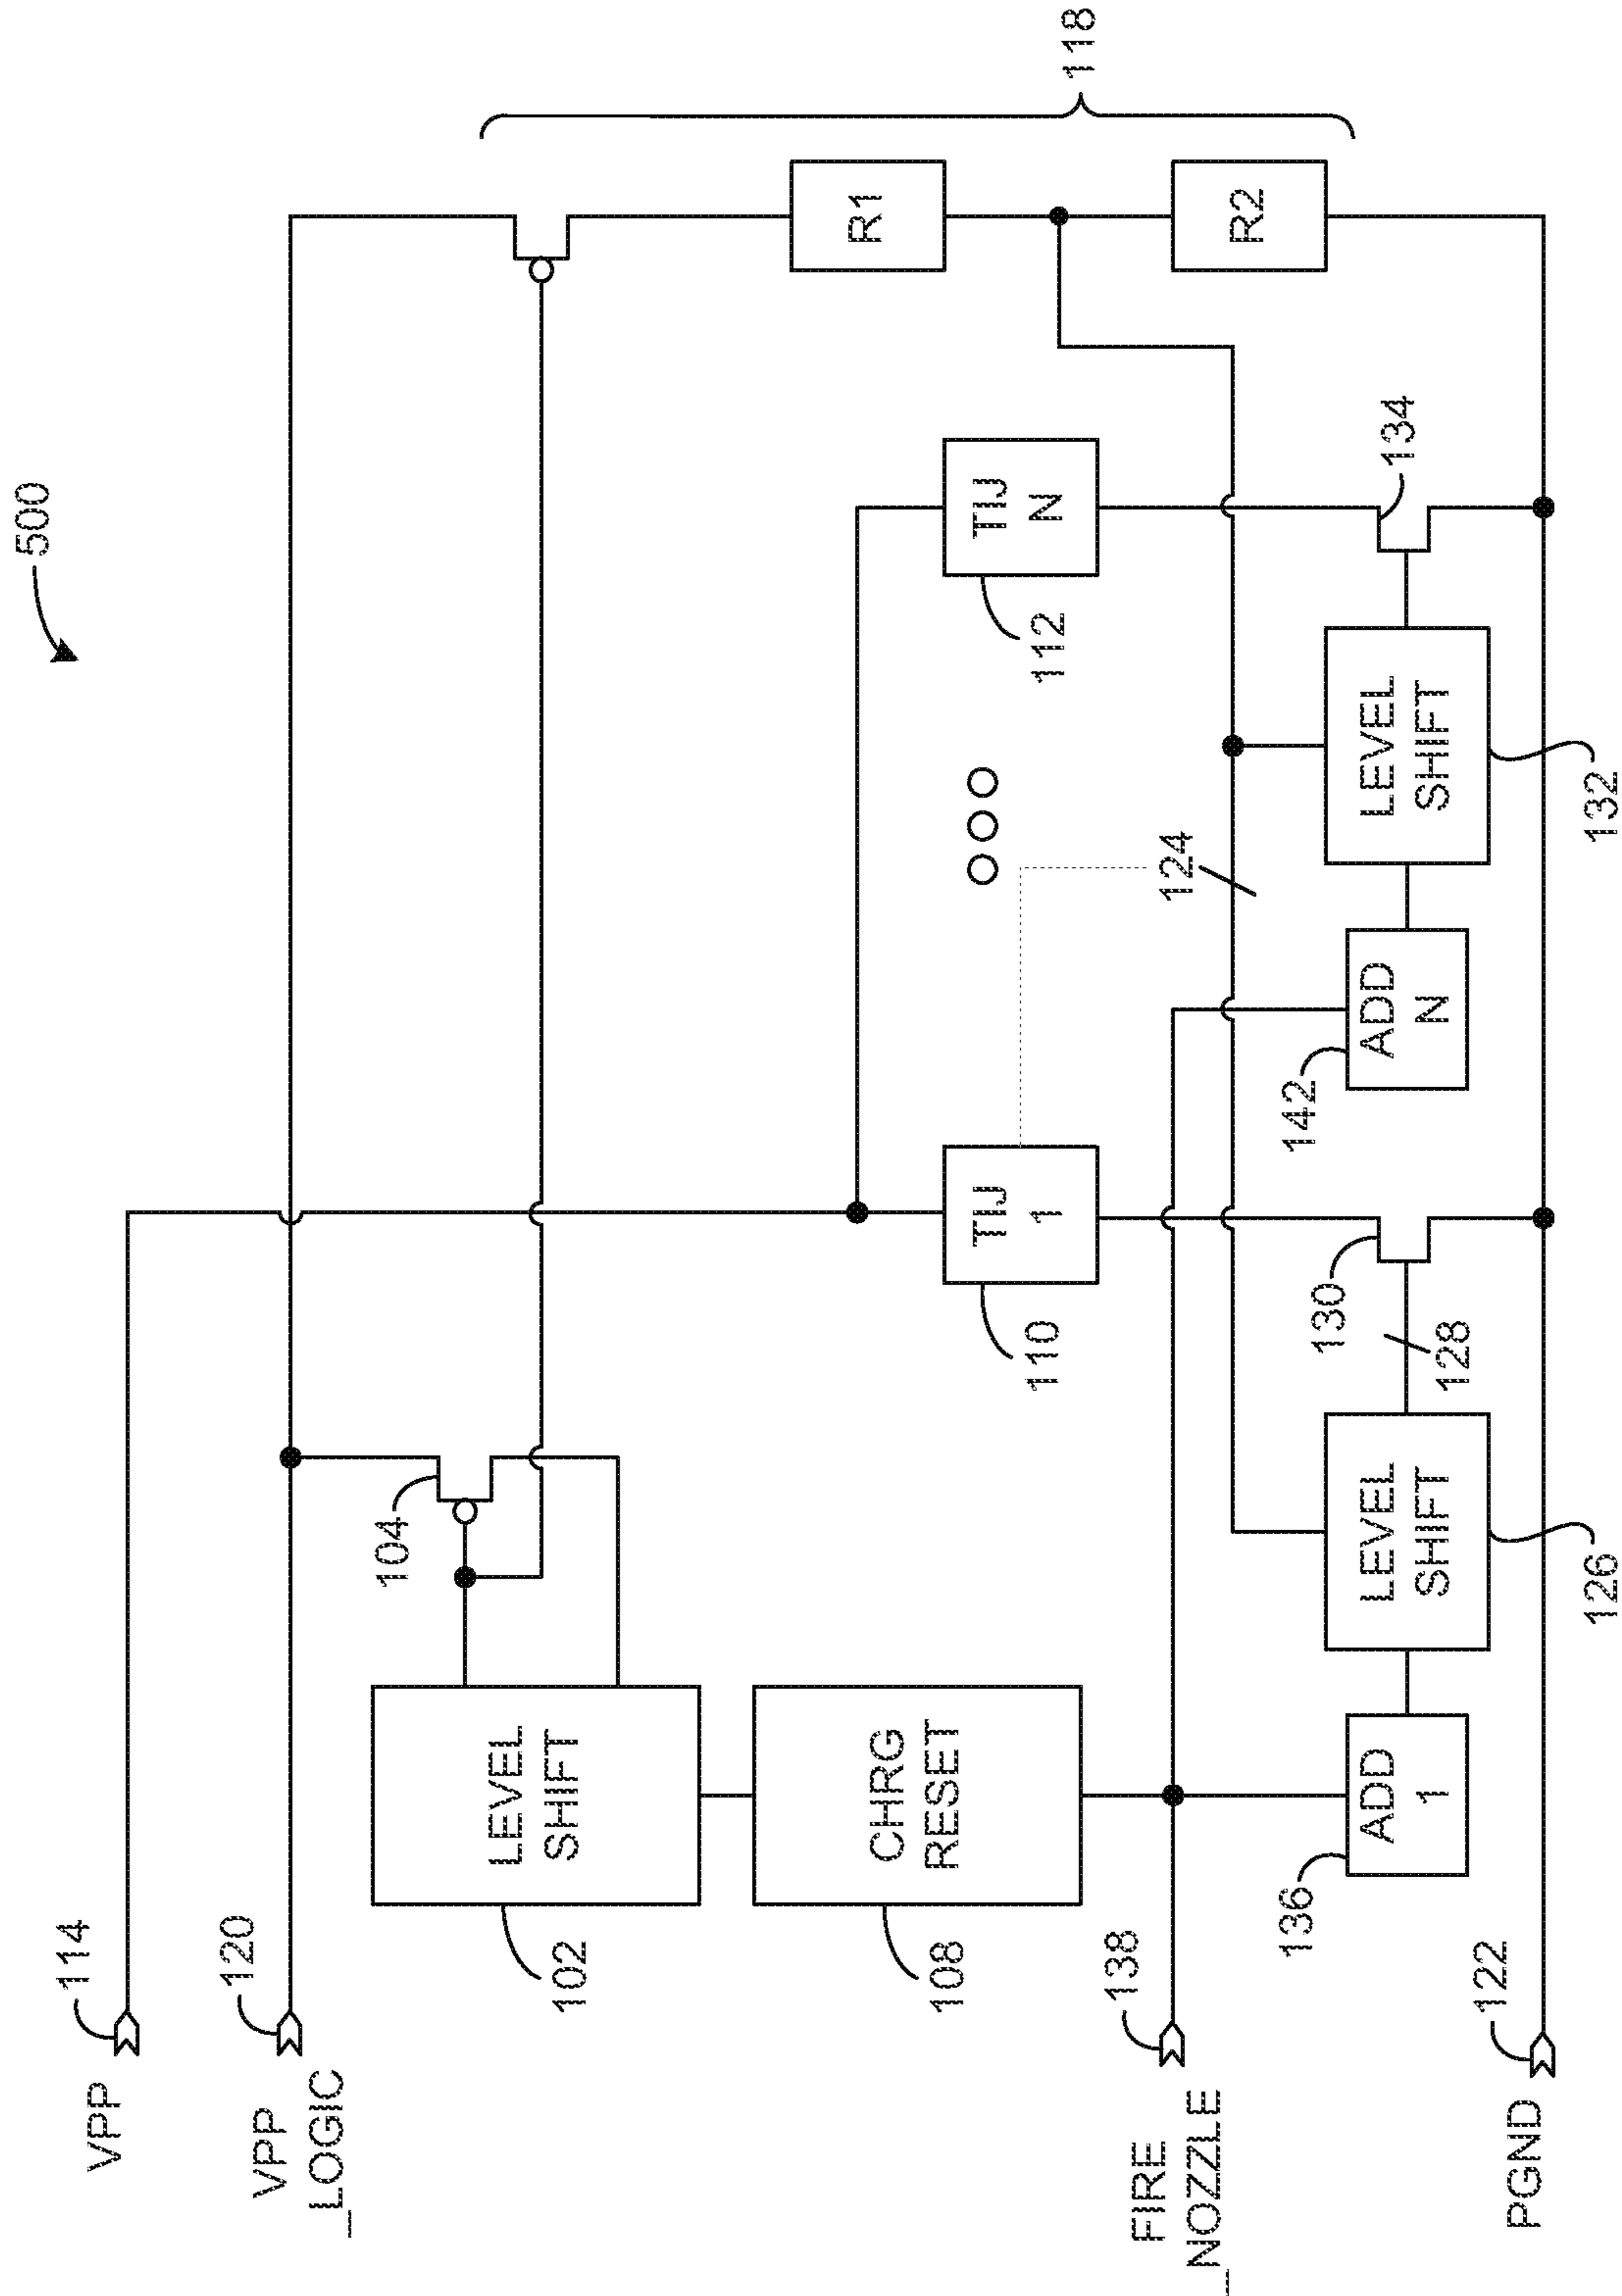 500
VPP
114
VPP
_LOGIC
120
104
LEVEL
SHIFT
102
CHRG
RESET
108
TIJ
1
110
TIJ
N
112
R1
R2
118
124
FIRE
_NOZZLE
138
ADD
1
136
LEVEL
SHIFT
126
128
130
ADD
N
142
LEVEL
SHIFT
132
134
PGND
122